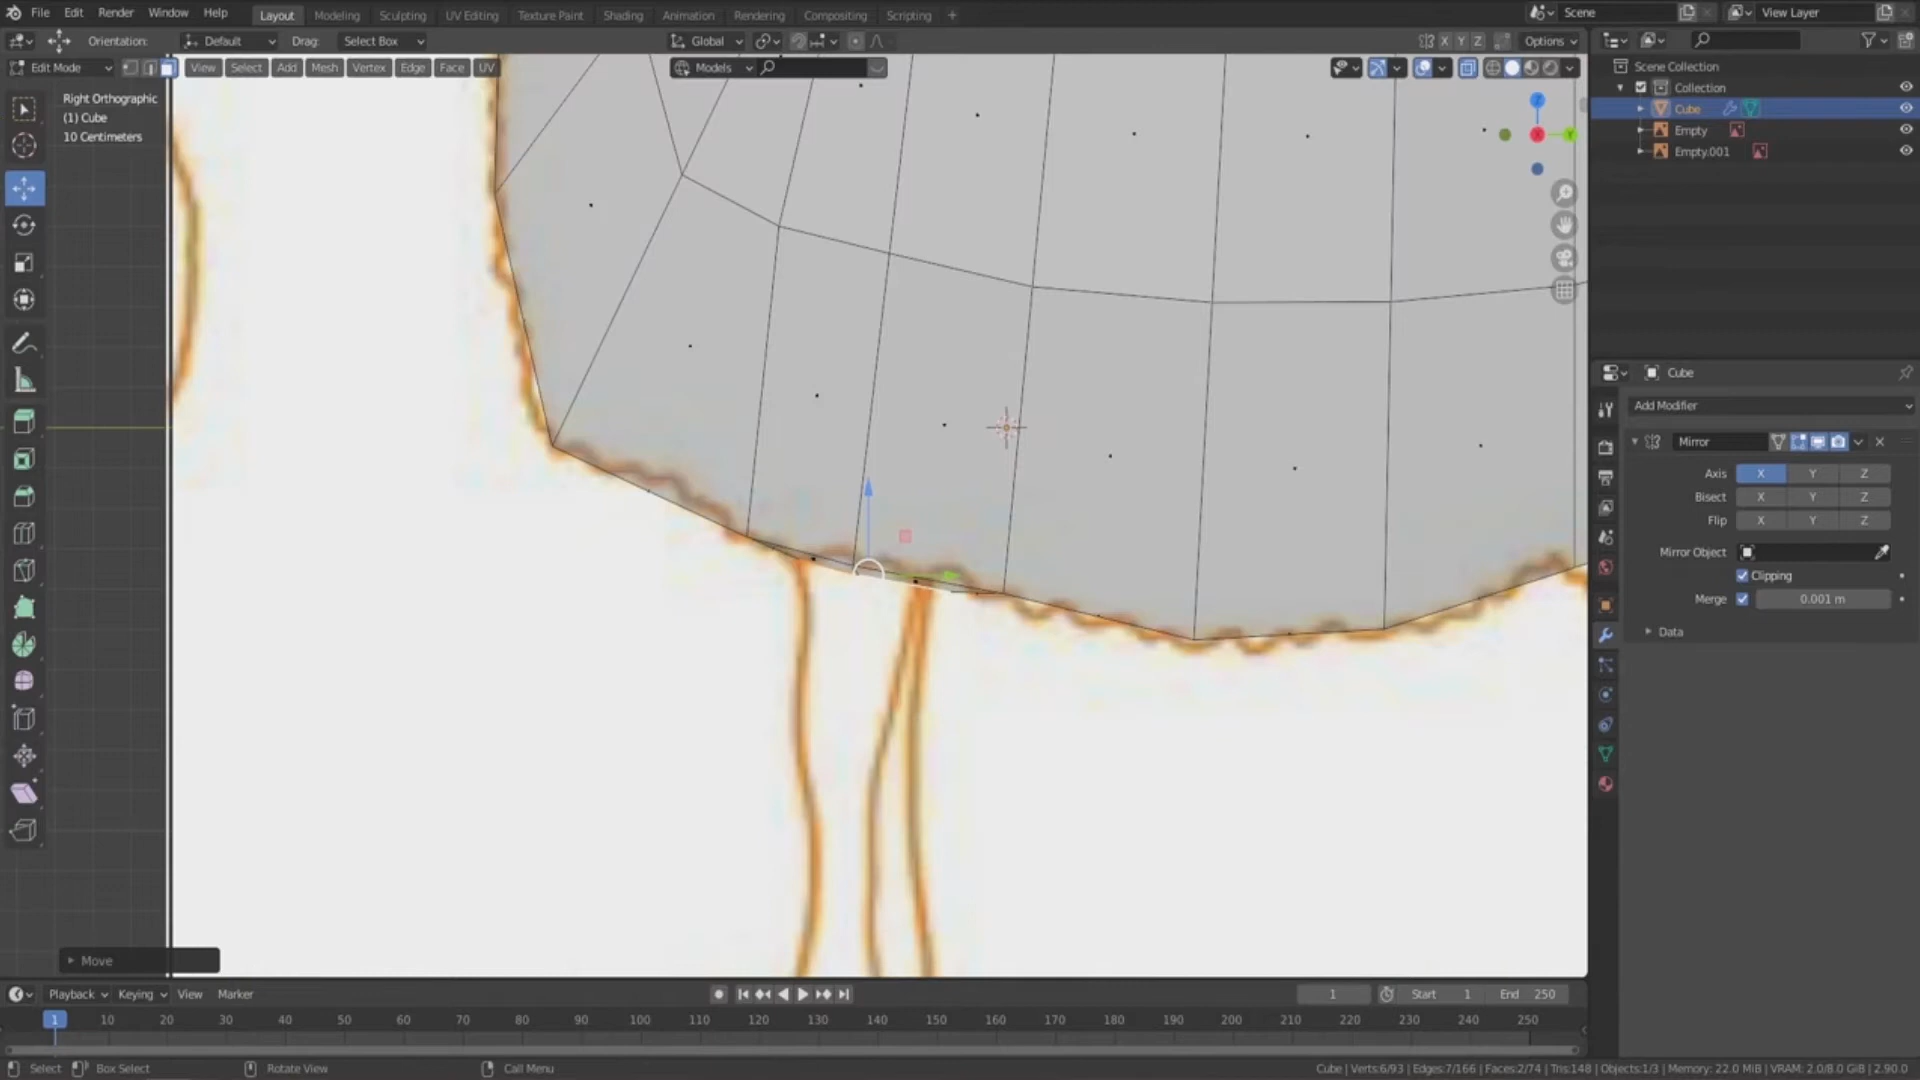 File Edit Render Window Help Layout Modeling Sculpting UV Editing Texture Paint Shading Animation Rendering Compositing Scripting + Scene View Layer
Orientation: Default Drag: Select Box Global X Y Z Options
Edit Mode View Select Add Mesh Vertex Edge Face UV Models
Right Orthographic
(1) Cube
10 Centimeters
Z
X
Y
Scene Collection
Collection
Cube
Empty
Empty.001
Cube
Add Modifier
Mirror
Axis X Y Z
Bisect X Y Z
Flip X Y Z
Mirror Object
Clipping
Merge 0.001 m
Data
Move
Playback Keying View Marker 1 Start 1 End 250
1 10 20 30 40 50 60 70 80 90 100 110 120 130 140 150 160 170 180 190 200 210 220 230 240 250
Select Box Select Rotate View Call Menu Cube | Verts:6/93 | Edges:7/166 | Faces:2/74 | Tris:148 | Objects:1/3 | Memory: 22.0 MiB | VRAM: 2.0/8.0 GiB | 2.90.0